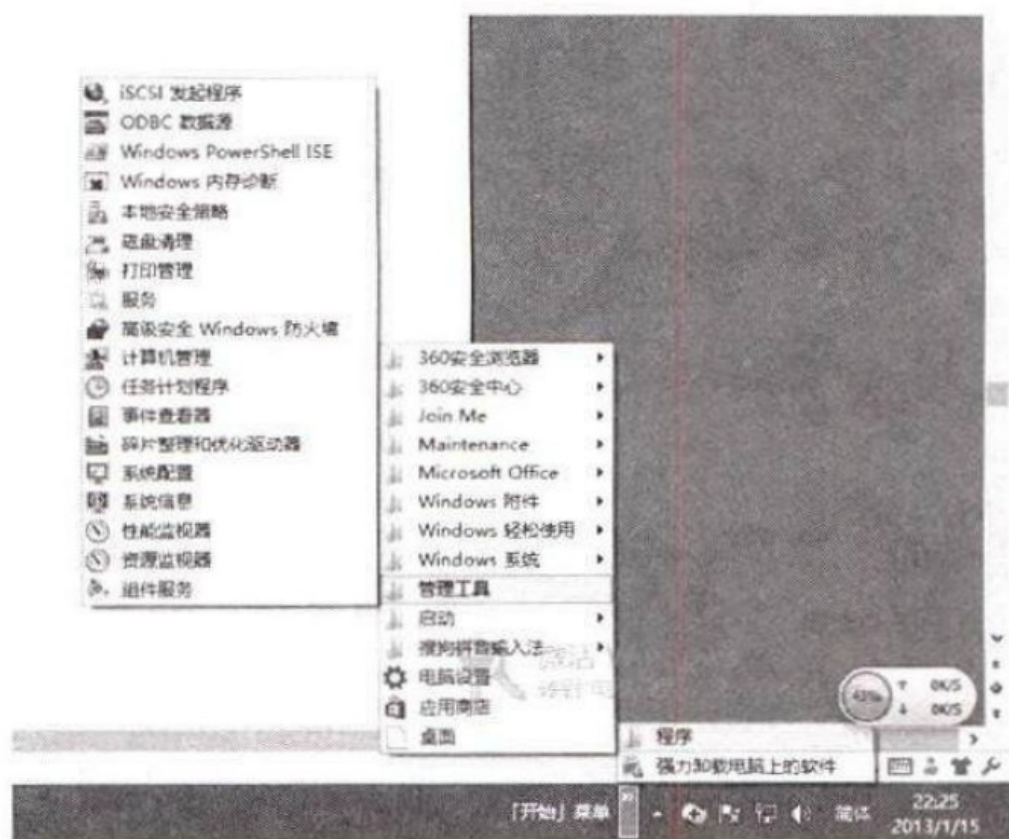 iSCSI 发起程序
ODBC 数据源
Windows PowerShell ISE
Windows 内存诊断
本地安全策略
磁盘清理
打印管理
服务
高级安全 Windows 防火墙
计算机管理
任务计划程序
事件查看器
碎片整理和优化驱动器
系统配置
系统信息
性能监视器
资源监视器
组件服务
360安全浏览器
360安全中心
Join Me
Maintenance
Microsoft Office
Windows 附件
Windows 轻松使用
Windows 系统
管理工具
启动
搜狗拼音输入法
电脑设置
应用商店
桌面
程序
强力卸载电脑上的软件
0K/S
0K/S
「开始」菜单
简体
22:25
2013/1/15